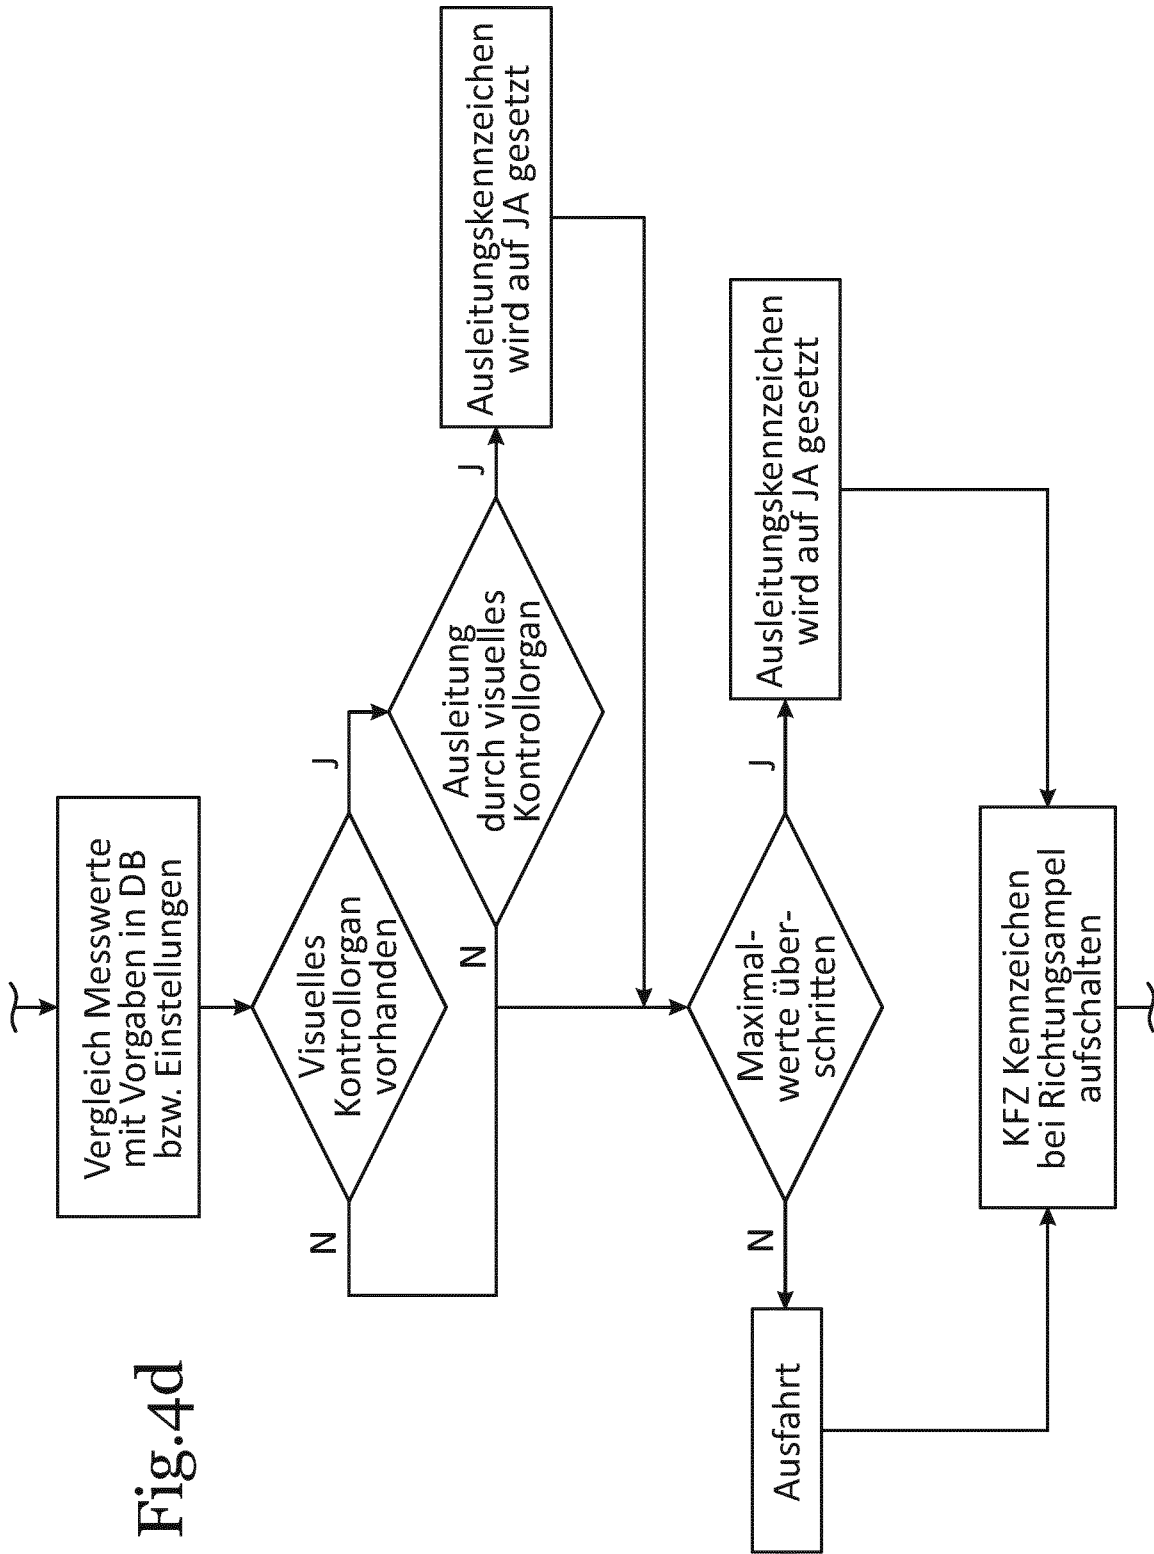 Fig.4d
Vergleich Messwerte
mit Vorgaben in DB
bzw. Einstellungen
Visuelles
Kontrollorgan
vorhanden
N
J
Ausleitung
durch visuelles
Kontrollorgan
N
J
Ausleitungskennzeichen
wird auf JA gesetzt
Maximal-
werte über-
schritten
N
J
Ausfahrt
Ausleitungskennzeichen
wird auf JA gesetzt
KFZ Kennzeichen
bei Richtungsampel
aufschalten